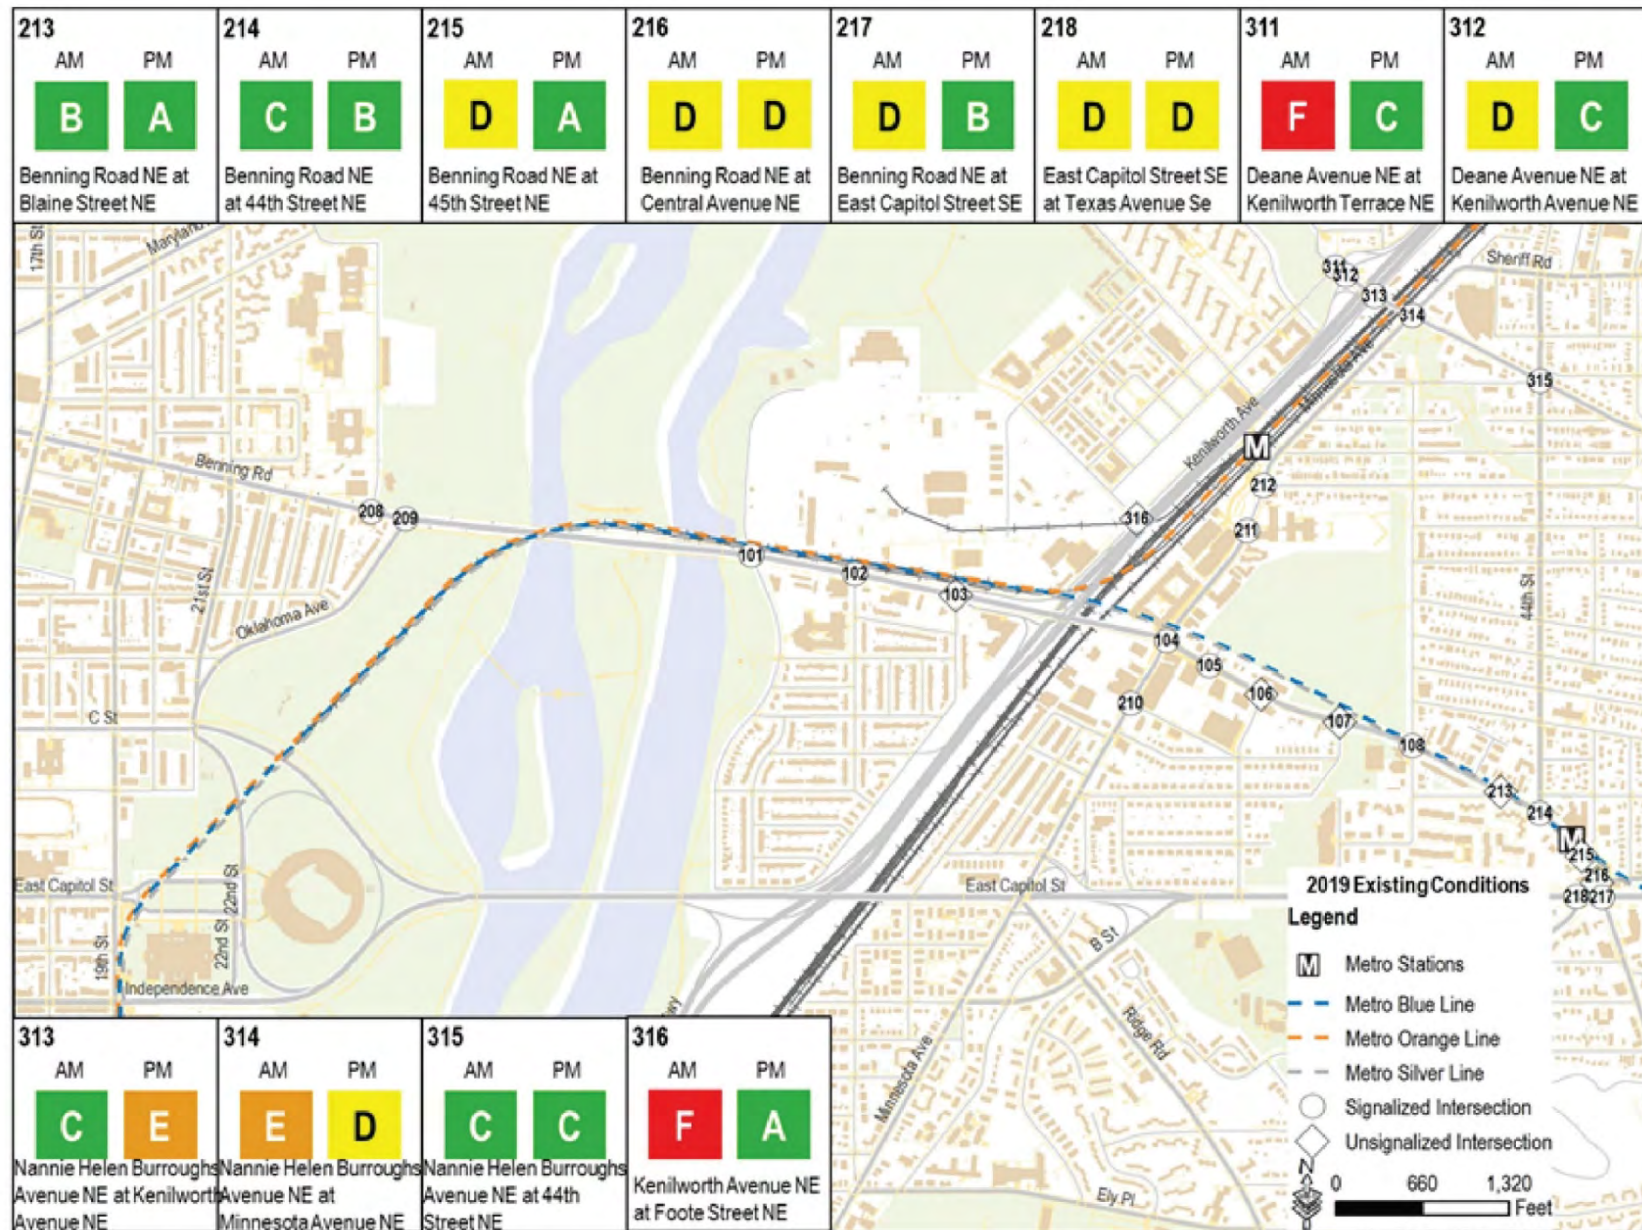 213
AM PM
B A
Benning Road NE at
Blaine Street NE
214
AM PM
C B
Benning Road NE
at 44th Street NE
215
AM PM
D A
Benning Road NE at
45th Street NE
216
AM PM
D D
Benning Road NE at
Central Avenue NE
217
AM PM
D B
Benning Road NE at
East Capitol Street SE
218
AM PM
D D
East Capitol Street SE
at Texas Avenue Se
311
AM PM
F C
Deane Avenue NE at
Kenilworth Terrace NE
312
AM PM
D C
Deane Avenue NE at
Kenilworth Avenue NE
17th St
Maryland
311
312
Sheriff Rd
313
314
Minnesota Ave
315
Kenilworth Ave
M
Benning Rd
212
208
209
316
211
101
102
103
21st St
Oklahoma Ave
44th St
104
105
106
210
107
C St
108
213
214
M
215
East Capitol St
22nd St
East Capitol St
216
218
217
19th St
22nd St
B St
Independence Ave
wy
Minnesota Ave
Ridge Rd
Ely Pl
2019 Existing Conditions
Legend
M Metro Stations
Metro Blue Line
Metro Orange Line
Metro Silver Line
Signalized Intersection
Unsignalized Intersection
N
0 660 1,320
Feet
313
AM PM
C E
Nannie Helen Burroughs
Avenue NE at Kenilworth
Avenue NE
314
AM PM
E D
Nannie Helen Burroughs
Avenue NE at
Minnesota Avenue NE
315
AM PM
C C
Nannie Helen Burroughs
Avenue NE at 44th
Street NE
316
AM PM
F A
Kenilworth Avenue NE
at Foote Street NE